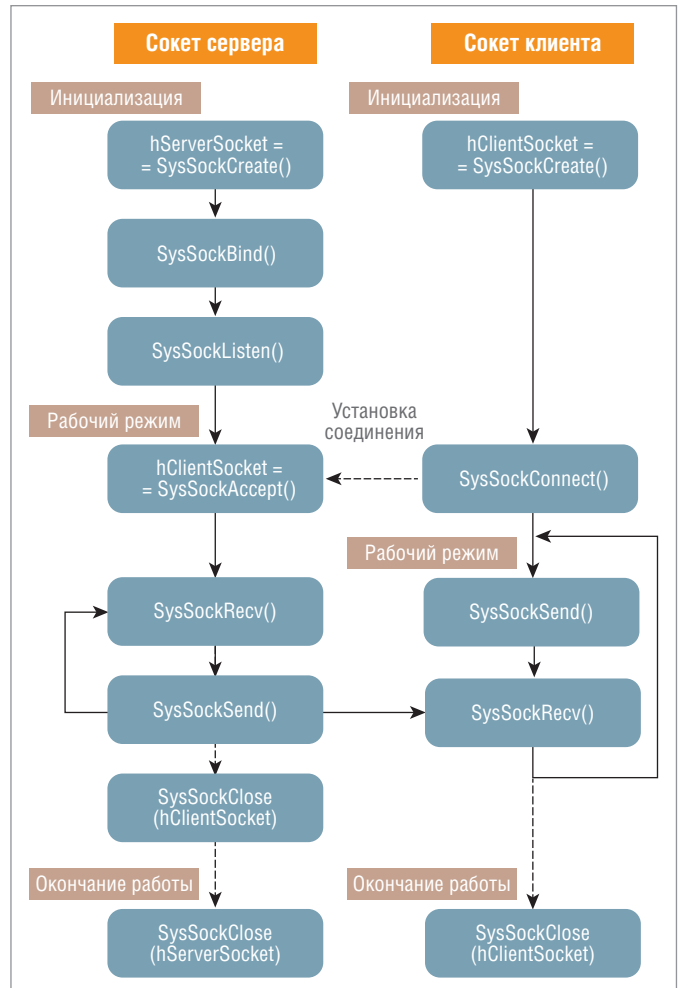 Сокет сервера
Инициализация
hServerSocket =
= SysSockCreate()
SysSockBind()
SysSockListen()
Рабочий режим
hClientSocket =
= SysSockAccept()
SysSockRecv()
SysSockSend()
SysSockClose
(hClientSocket)
Окончание работы
SysSockClose
(hServerSocket)
Сокет клиента
Инициализация
hClientSocket =
= SysSockCreate()
Установка
соединения
SysSockConnect()
Рабочий режим
SysSockSend()
SysSockRecv()
Окончание работы
SysSockClose
(hClientSocket)